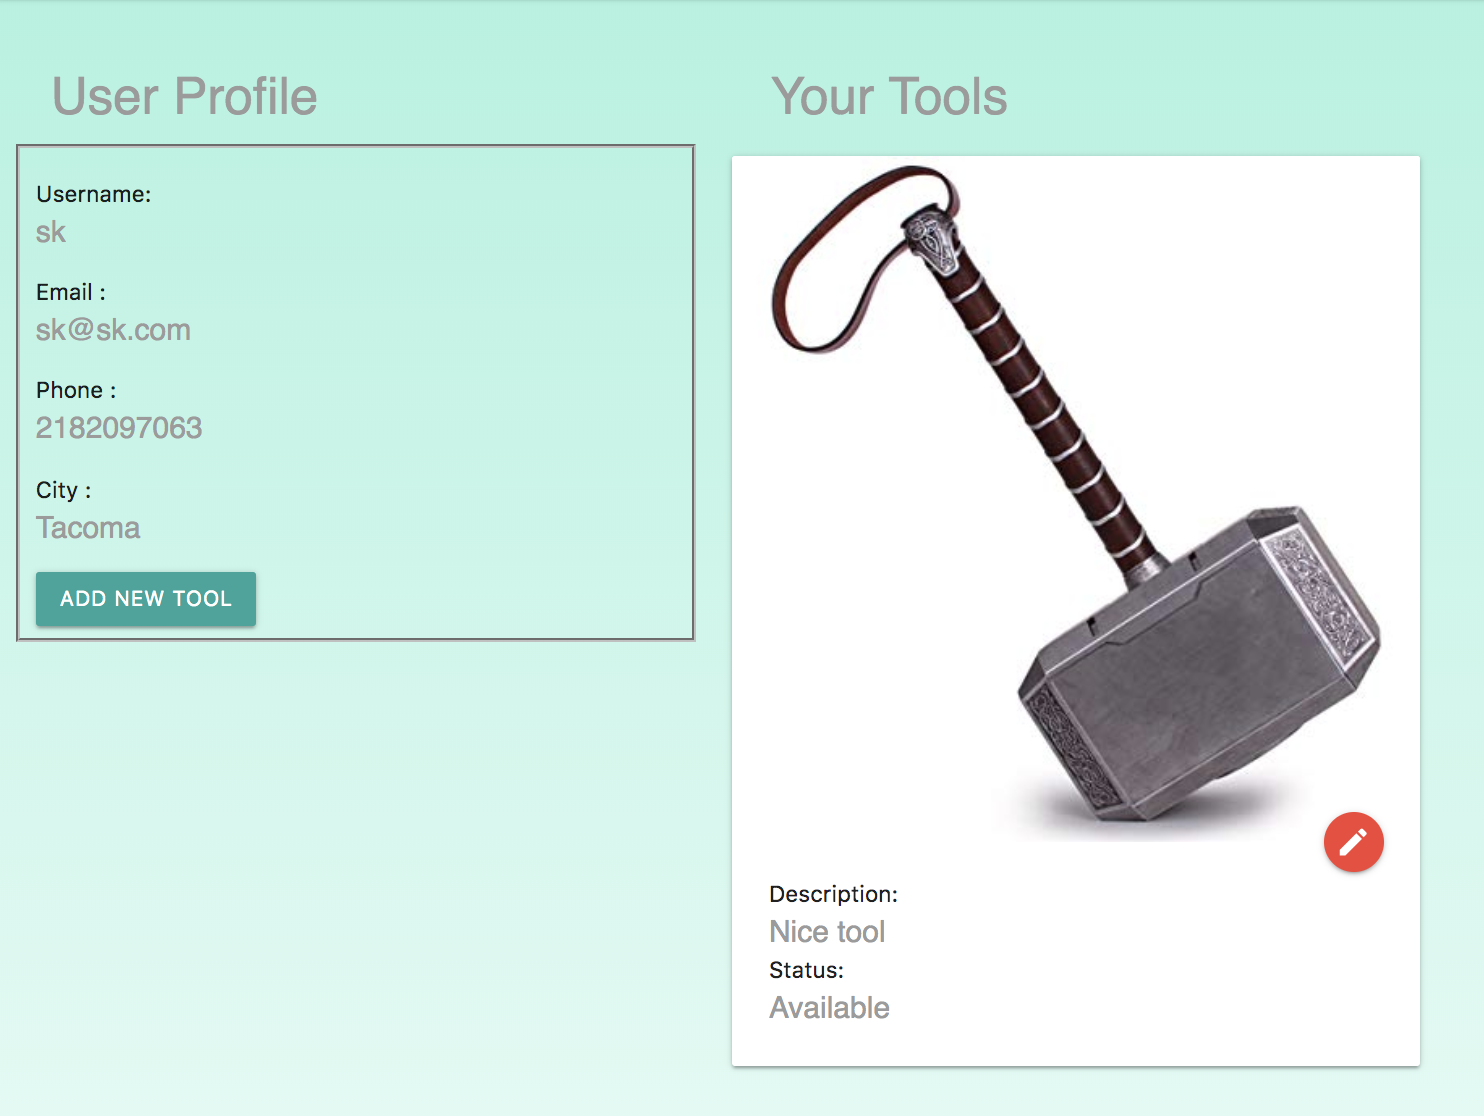 User Profile
Username:
sk
Email :
sk@sk.com
Phone :
2182097063
City :
Tacoma
ADD NEW TOOL
Your Tools
Description:
Nice tool
Status:
Available